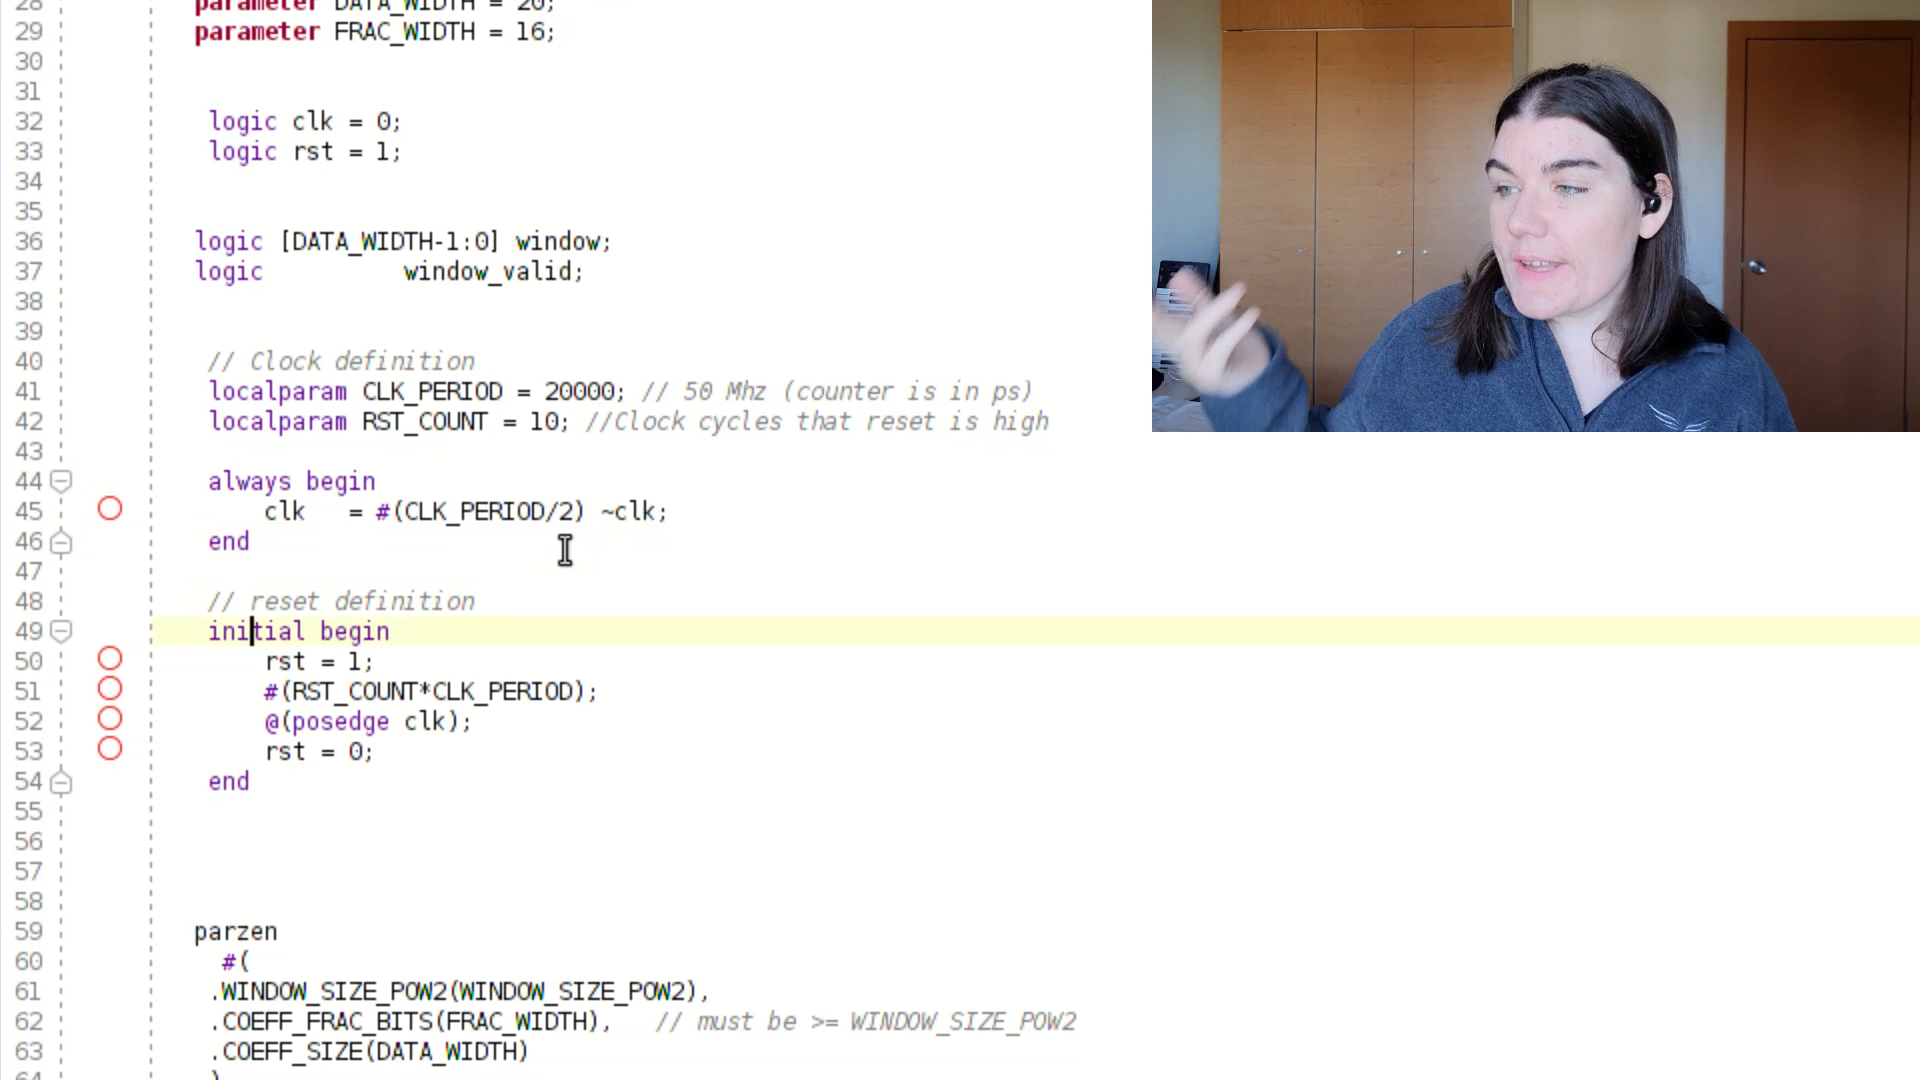 28 parameter DATA_WIDTH = 20;
29 parameter FRAC_WIDTH = 16;
30
31
32 logic clk = 0;
33 logic rst = 1;
34
35
36 logic [DATA_WIDTH-1:0] window;
37 logic window_valid;
38
39
40 // Clock definition
41 localparam CLK_PERIOD = 20000; // 50 Mhz (counter is in ps)
42 localparam RST_COUNT = 10; //Clock cycles that reset is high
43
44 always begin
45 clk = #(CLK_PERIOD/2) ~clk;
46 end
47
48 // reset definition
49 initial begin
50 rst = 1;
51 #(RST_COUNT*CLK_PERIOD);
52 @(posedge clk);
53 rst = 0;
54 end
55
56
57
58
59 parzen
60 #(
61 .WINDOW_SIZE_POW2(WINDOW_SIZE_POW2),
62 .COEFF_FRAC_BITS(FRAC_WIDTH), // must be >= WINDOW_SIZE_POW2
63 .COEFF_SIZE(DATA_WIDTH)
64 )